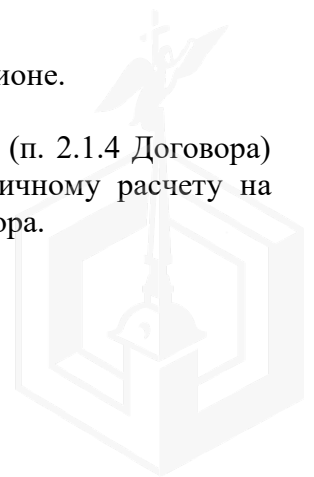 ионе.
(п. 2.1.4 Договора)
ичному расчету на
ора.